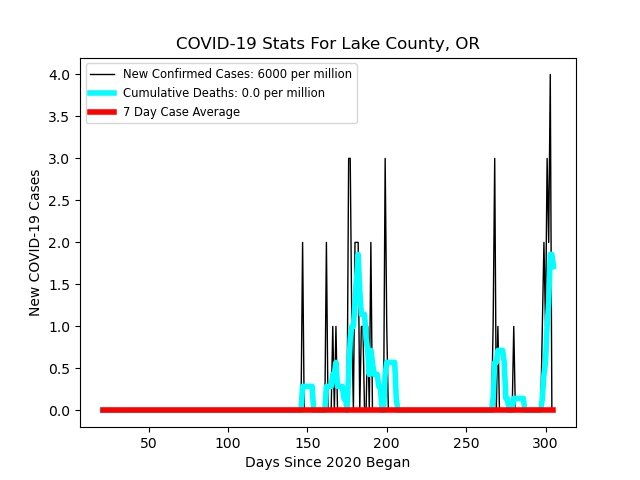 COVID-19 Stats For Lake County, OR
New Confirmed Cases: 6000 per million
Cumulative Deaths: 0.0 per million
7 Day Case Average
New COVID-19 Cases
4.0
3.5
3.0
2.5
2.0
1.5
1.0
0.5
0.0
50 100 150 200 250 300
Days Since 2020 Began